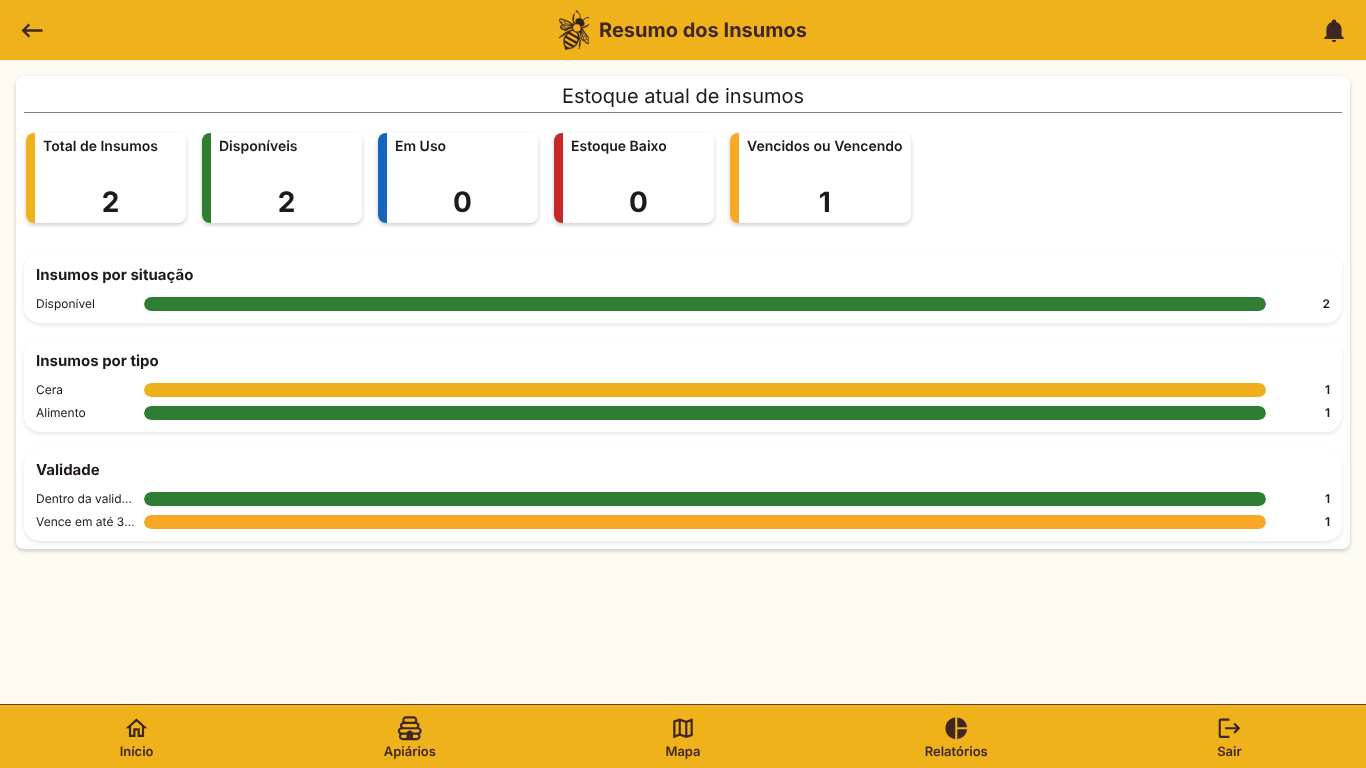 Resumo dos Insumos
Estoque atual de insumos
Total de Insumos
2
Disponíveis
2
Em Uso
0
Estoque Baixo
0
Vencidos ou Vencendo
1
Insumos por situação
Disponível 2
Insumos por tipo
Cera 1
Alimento 1
Validade
Dentro da valid... 1
Vence em até 3... 1
Início
Apiários
Mapa
Relatórios
Sair